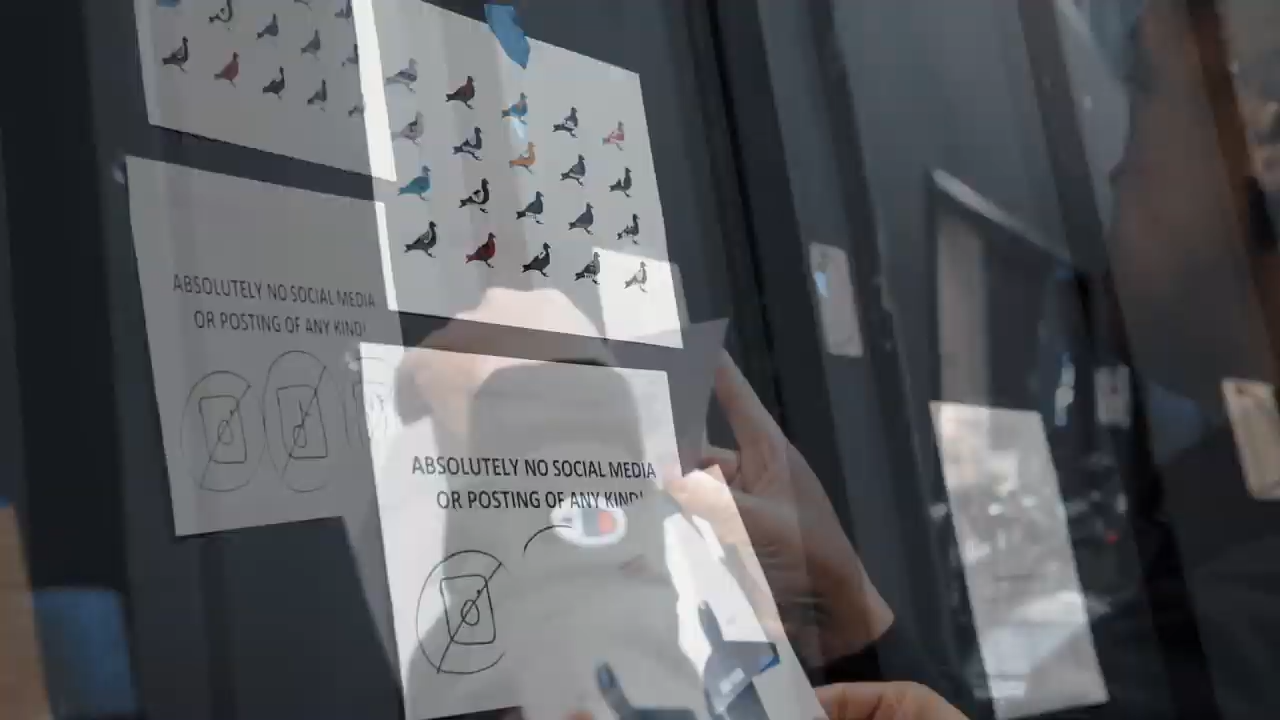 ABSOLUTELY NO SOCIAL MEDIA
OR POSTING OF ANY KIND!
ABSOLUTELY NO SOCIAL MEDIA
OR POSTING OF ANY KIND!